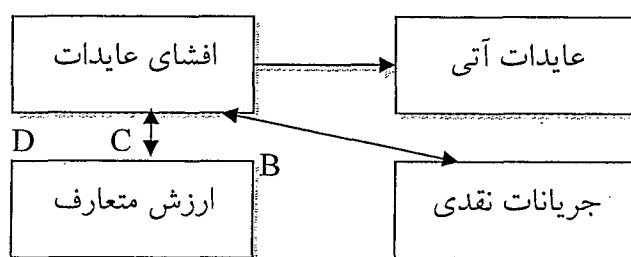 افشای عایدات
عایدات آتی
D
C
B
ارزش متعارف
جریانات نقدی